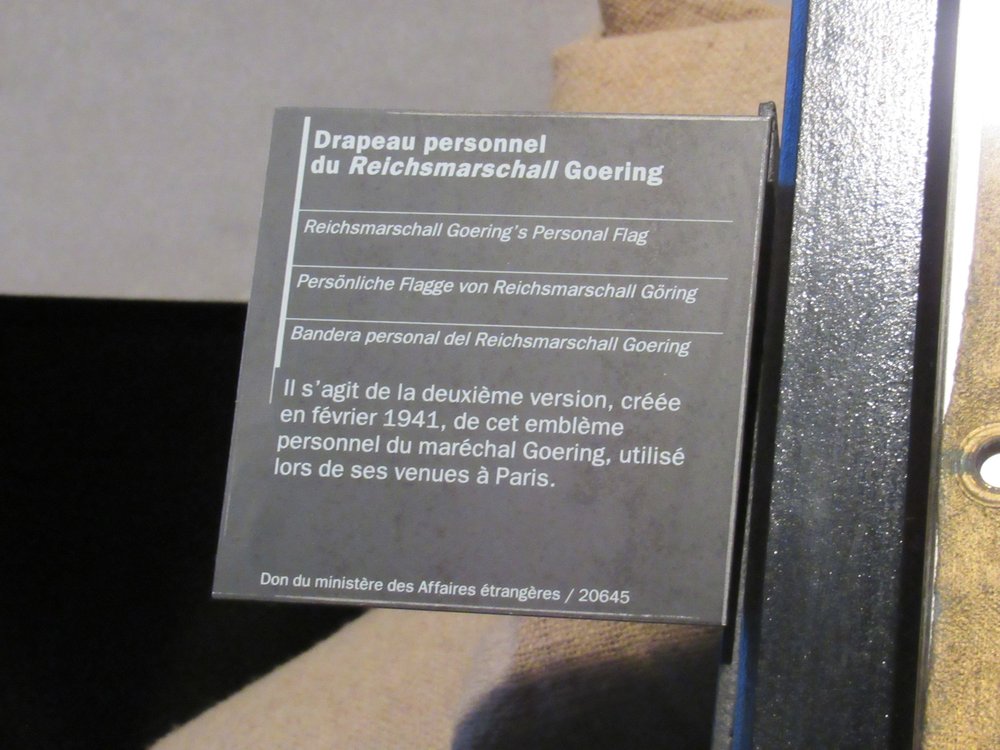 Drapeau personnel
du Reichsmarschall Goering
Reichsmarschall Goering's Personal Flag
Persönliche Flagge von Reichsmarschall Göring
Bandera personal del Reichsmarschall Goering
Il s'agit de la deuxième version, créée
en février 1941, de cet emblème
personnel du maréchal Goering, utilisé
lors de ses venues à Paris.
Don du ministère des Affaires étrangères / 20645